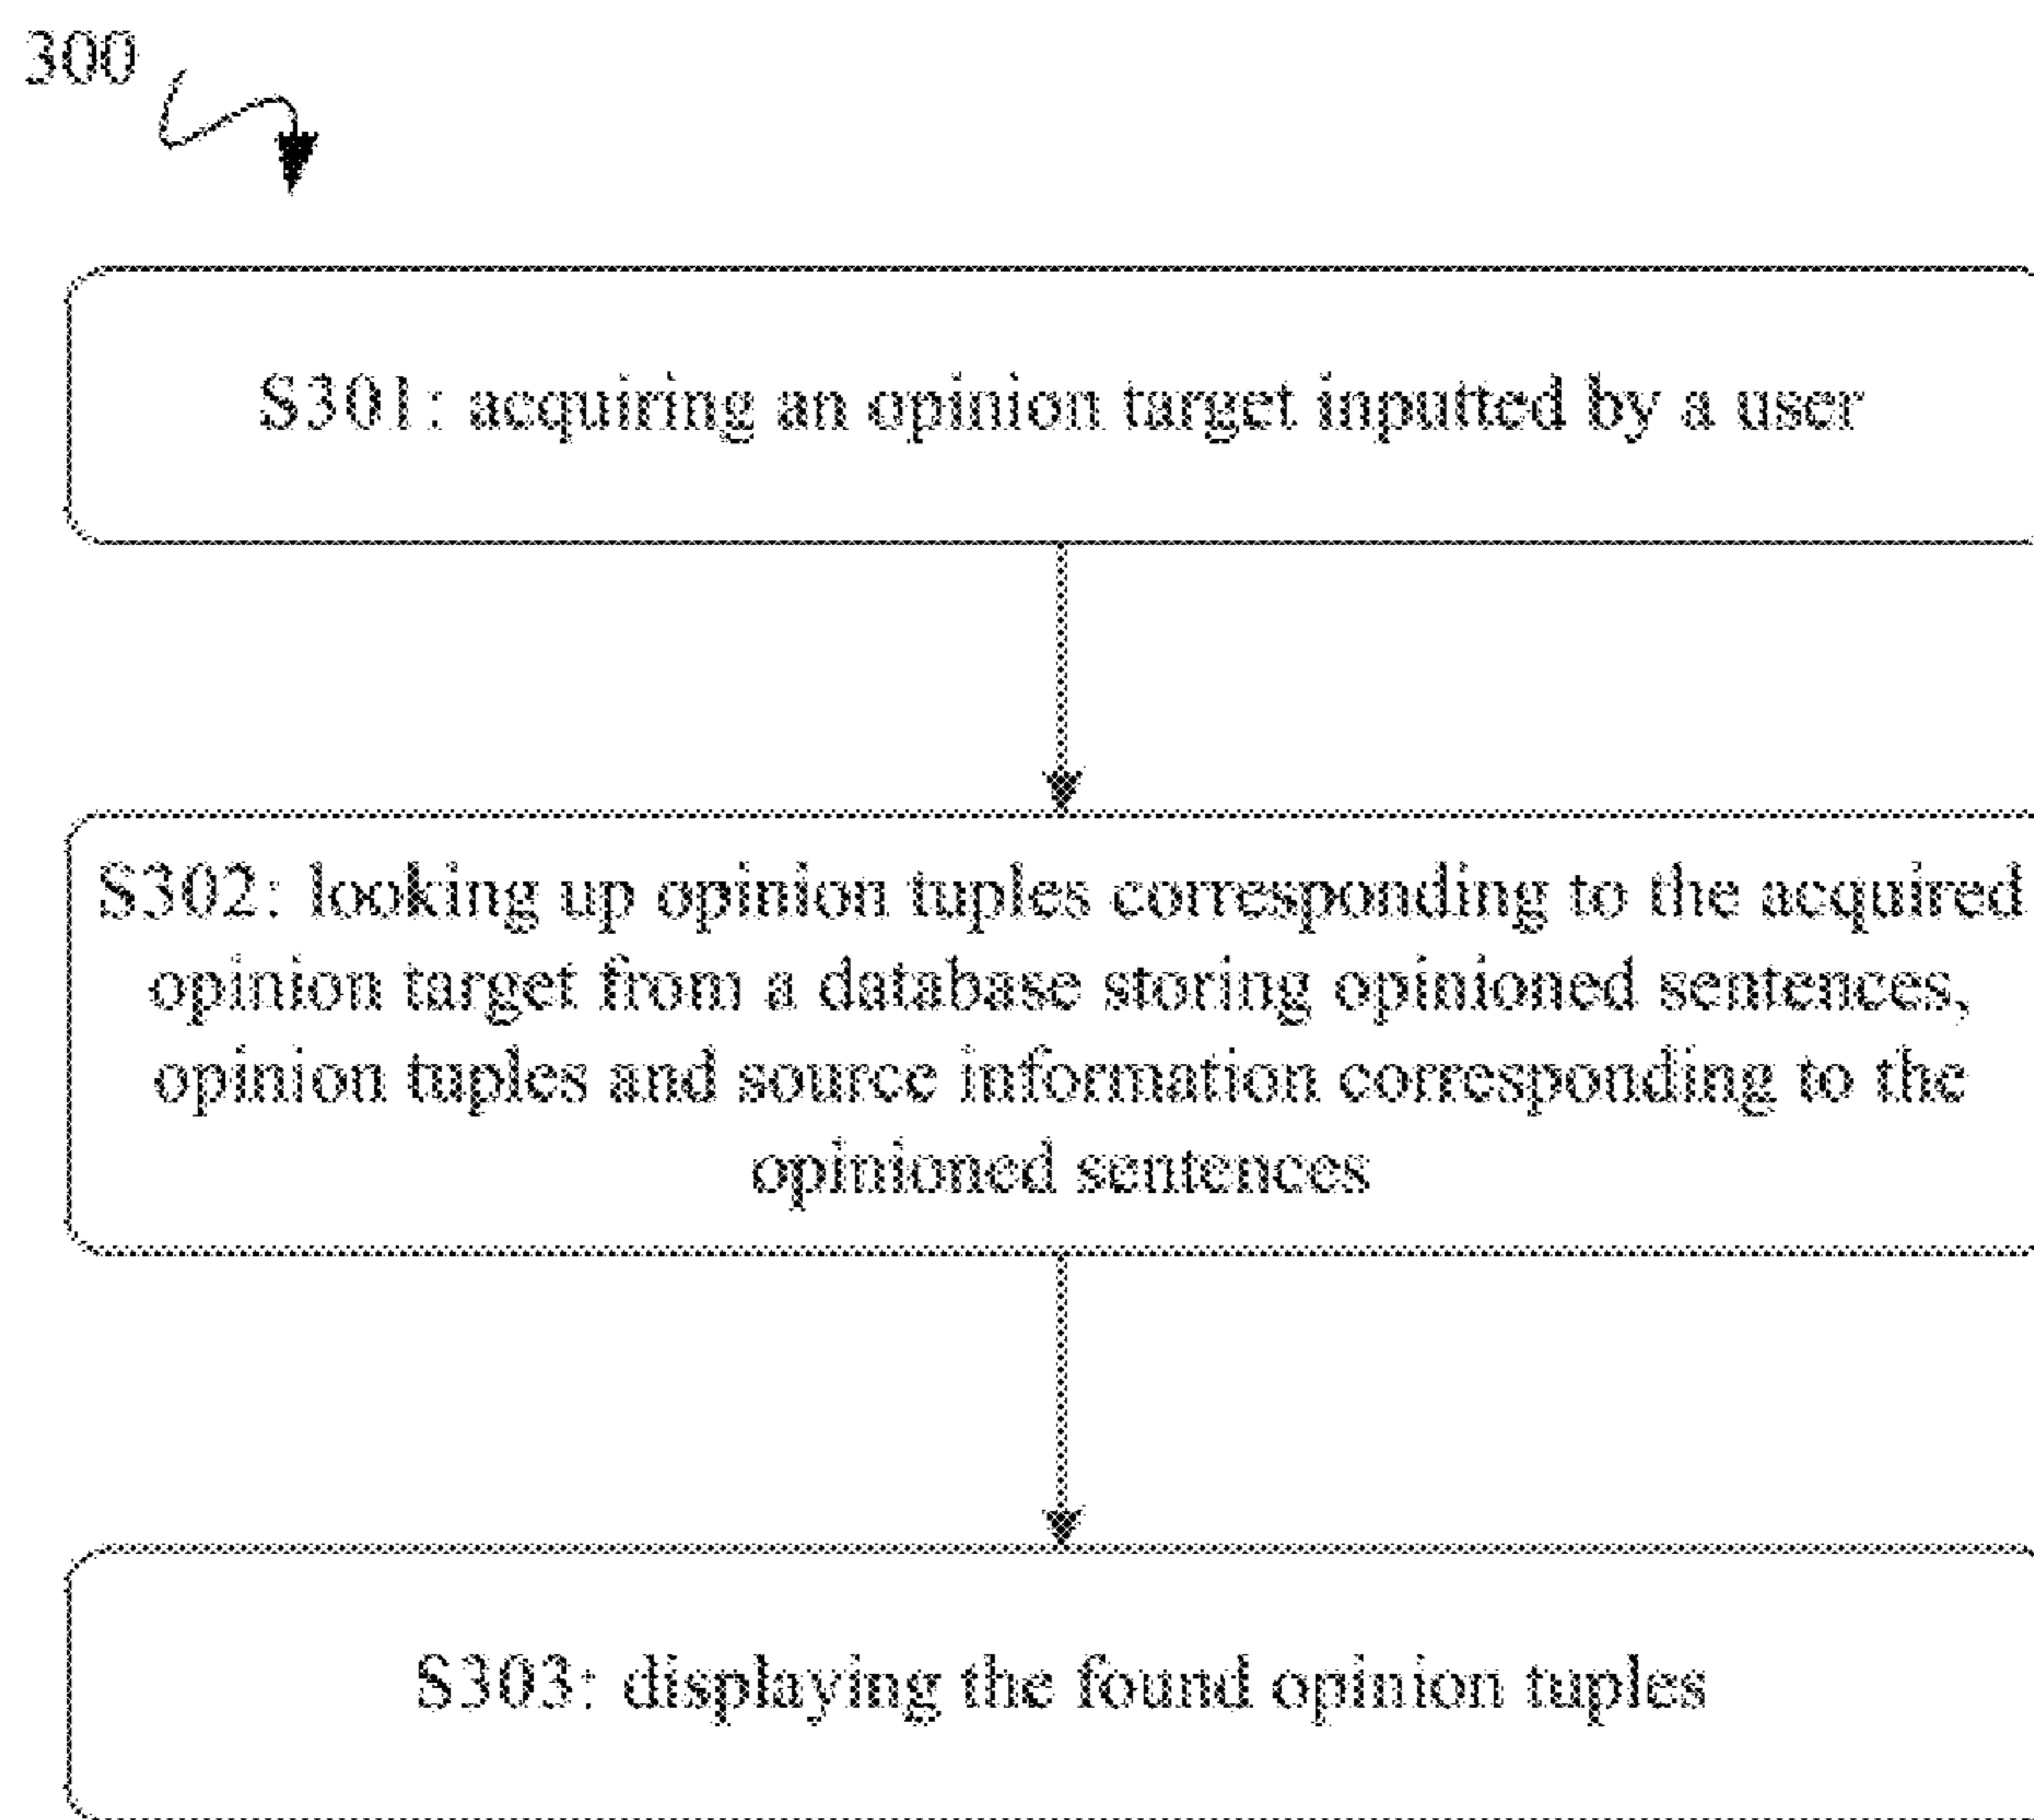 300
S301: acquiring an opinion target inputted by a user
S302: looking up opinion tuples corresponding to the acquired
opinion target from a database storing opinioned sentences,
opinion tuples and source information corresponding to the
opinioned sentences
S303: displaying the found opinion tuples